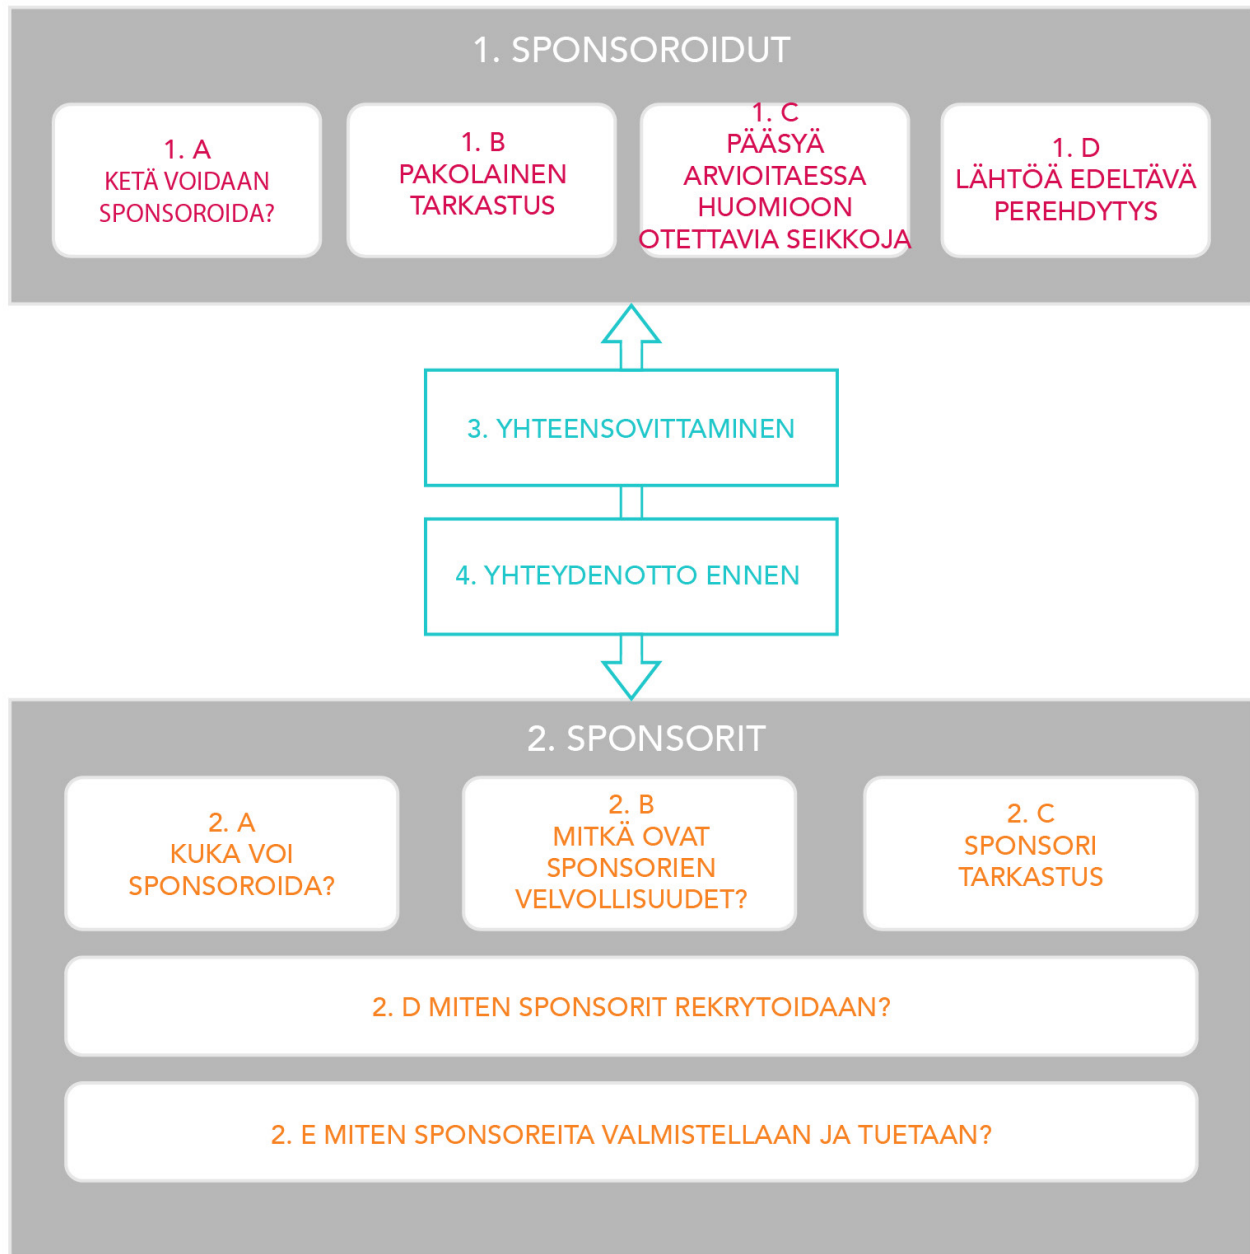 1. SPONSOROIDUT
1. A
KETÄ VOIDAAN
SPONSOROIDA?
1. B
PAKOLAINEN
TARKASTUS
1. C
PÄÄSYÄ
ARVIOITAESSA
HUOMIOON
OTETTAVIA SEIKKOJA
1. D
LÄHTÖÄ EDELTÄVÄ
PEREHDYTYS
3. YHTEENSOVITTAMINEN
4. YHTEYDENOTTO ENNEN
2. SPONSORIT
2. A
KUKA VOI
SPONSOROIDA?
2. B
MITKÄ OVAT
SPONSORIEN
VELVOLLISUUDET?
2. C
SPONSORI
TARKASTUS
2. D MITEN SPONSORIT REKRYTOIDAAN?
2. E MITEN SPONSOREITA VALMISTELLAAN JA TUETAAN?